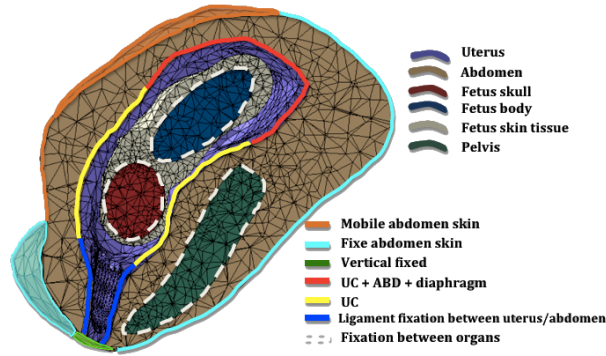 Uterus
Abdomen
Fetus skull
Fetus body
Fetus skin tissue
Pelvis
Mobile abdomen skin
Fixe abdomen skin
Vertical fixed
UC + ABD + diaphragm
UC
Ligament fixation between uterus/abdomen
Fixation between organs